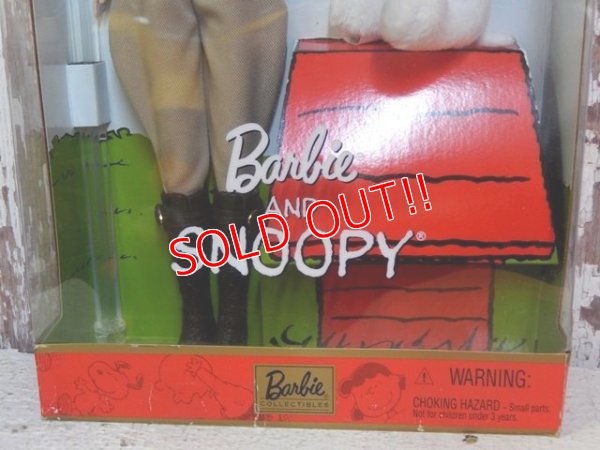 Barbie
AND
SNOOPY®
SOLD OUT!!
Barbie
COLLECTIBLES
WARNING:
CHOKING HAZARD – Small parts.
Not for children under 3 years.